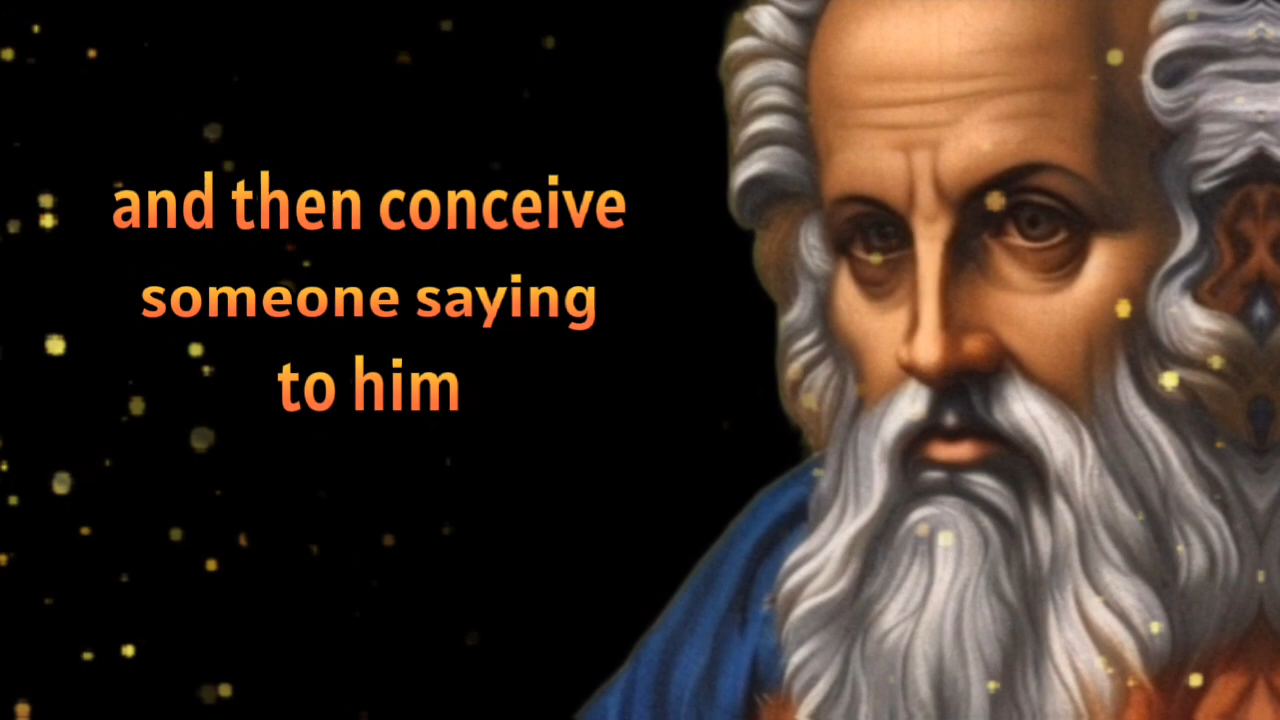 and then conceive
someone saying
to him